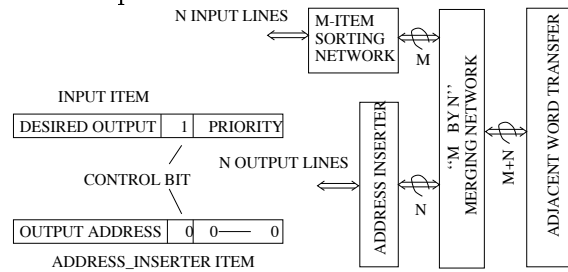 N INPUT LINES
M-ITEM
SORTING
NETWORK
M
INPUT ITEM
DESIRED OUTPUT 1 PRIORITY
CONTROL BIT
OUTPUT ADDRESS 0 0 0
ADDRESS_INSERTER ITEM
N OUTPUT LINES
ADDRESS INSERTER
N
“M BY N”
MERGING NETWORK
M+N
ADJACENT WORD TRANSFER